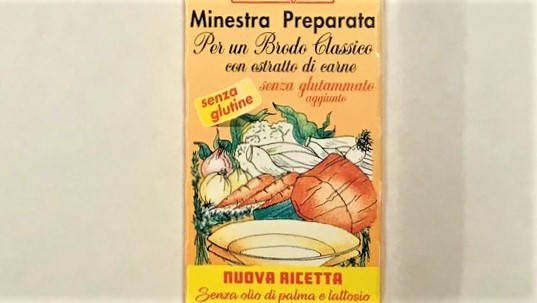 Minestra Preparata
Per un Brodo Classico
con estratto di carne
senza glutammato
aggiunto
senza
glutine
NUOVA RICETTA
Senza olio di palma e lattosio